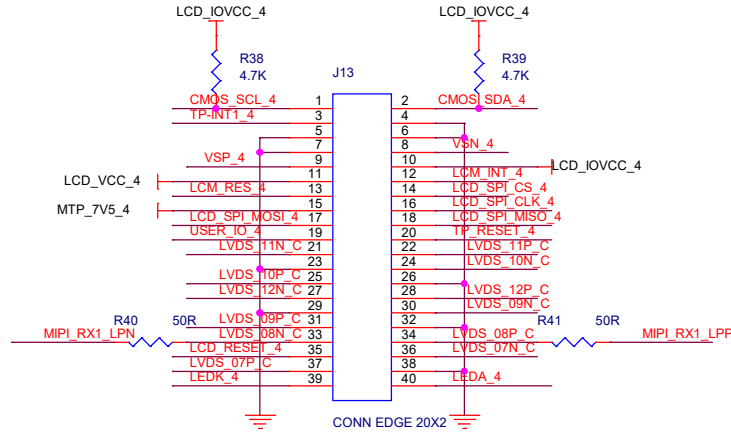 LCD_IOVCC_4 LCD_IOVCC_4
R38 4.7K R39 4.7K
J13
CMOS_SCL_4 1 2 CMOS_SDA_4
TP-INT1_4 3 4
5 6
7 8 VSN_4
VSP_4 9 10 LCD_IOVCC_4
LCD_VCC_4 11 12 LCM_INT_4
LCM_RES_4 13 14 LCD_SPI_CS_4
MTP_7V5_4 15 16 LCD_SPI_CLK_4
LCD_SPI_MOSI_4 17 18 LCD_SPI_MISO_4
USER_IO_4 19 20 TP_RESET_4
LVDS_11N_C 21 22 LVDS_11P_C
23 24 LVDS_10N_C
LVDS_10P_C 25 26
LVDS_12N_C 27 28 LVDS_12P_C
29 30 LVDS_09N_C
LVDS_09P_C 31 32
MIPI_RX1_LPN R40 50R LVDS_08N_C 33 34 LVDS_08P_C R41 50R MIPI_RX1_LPP
LCD_RESET_4 35 36 LVDS_07N_C
LVDS_07P_C 37 38
LEDK_4 39 40 LEDA_4
CONN EDGE 20X2